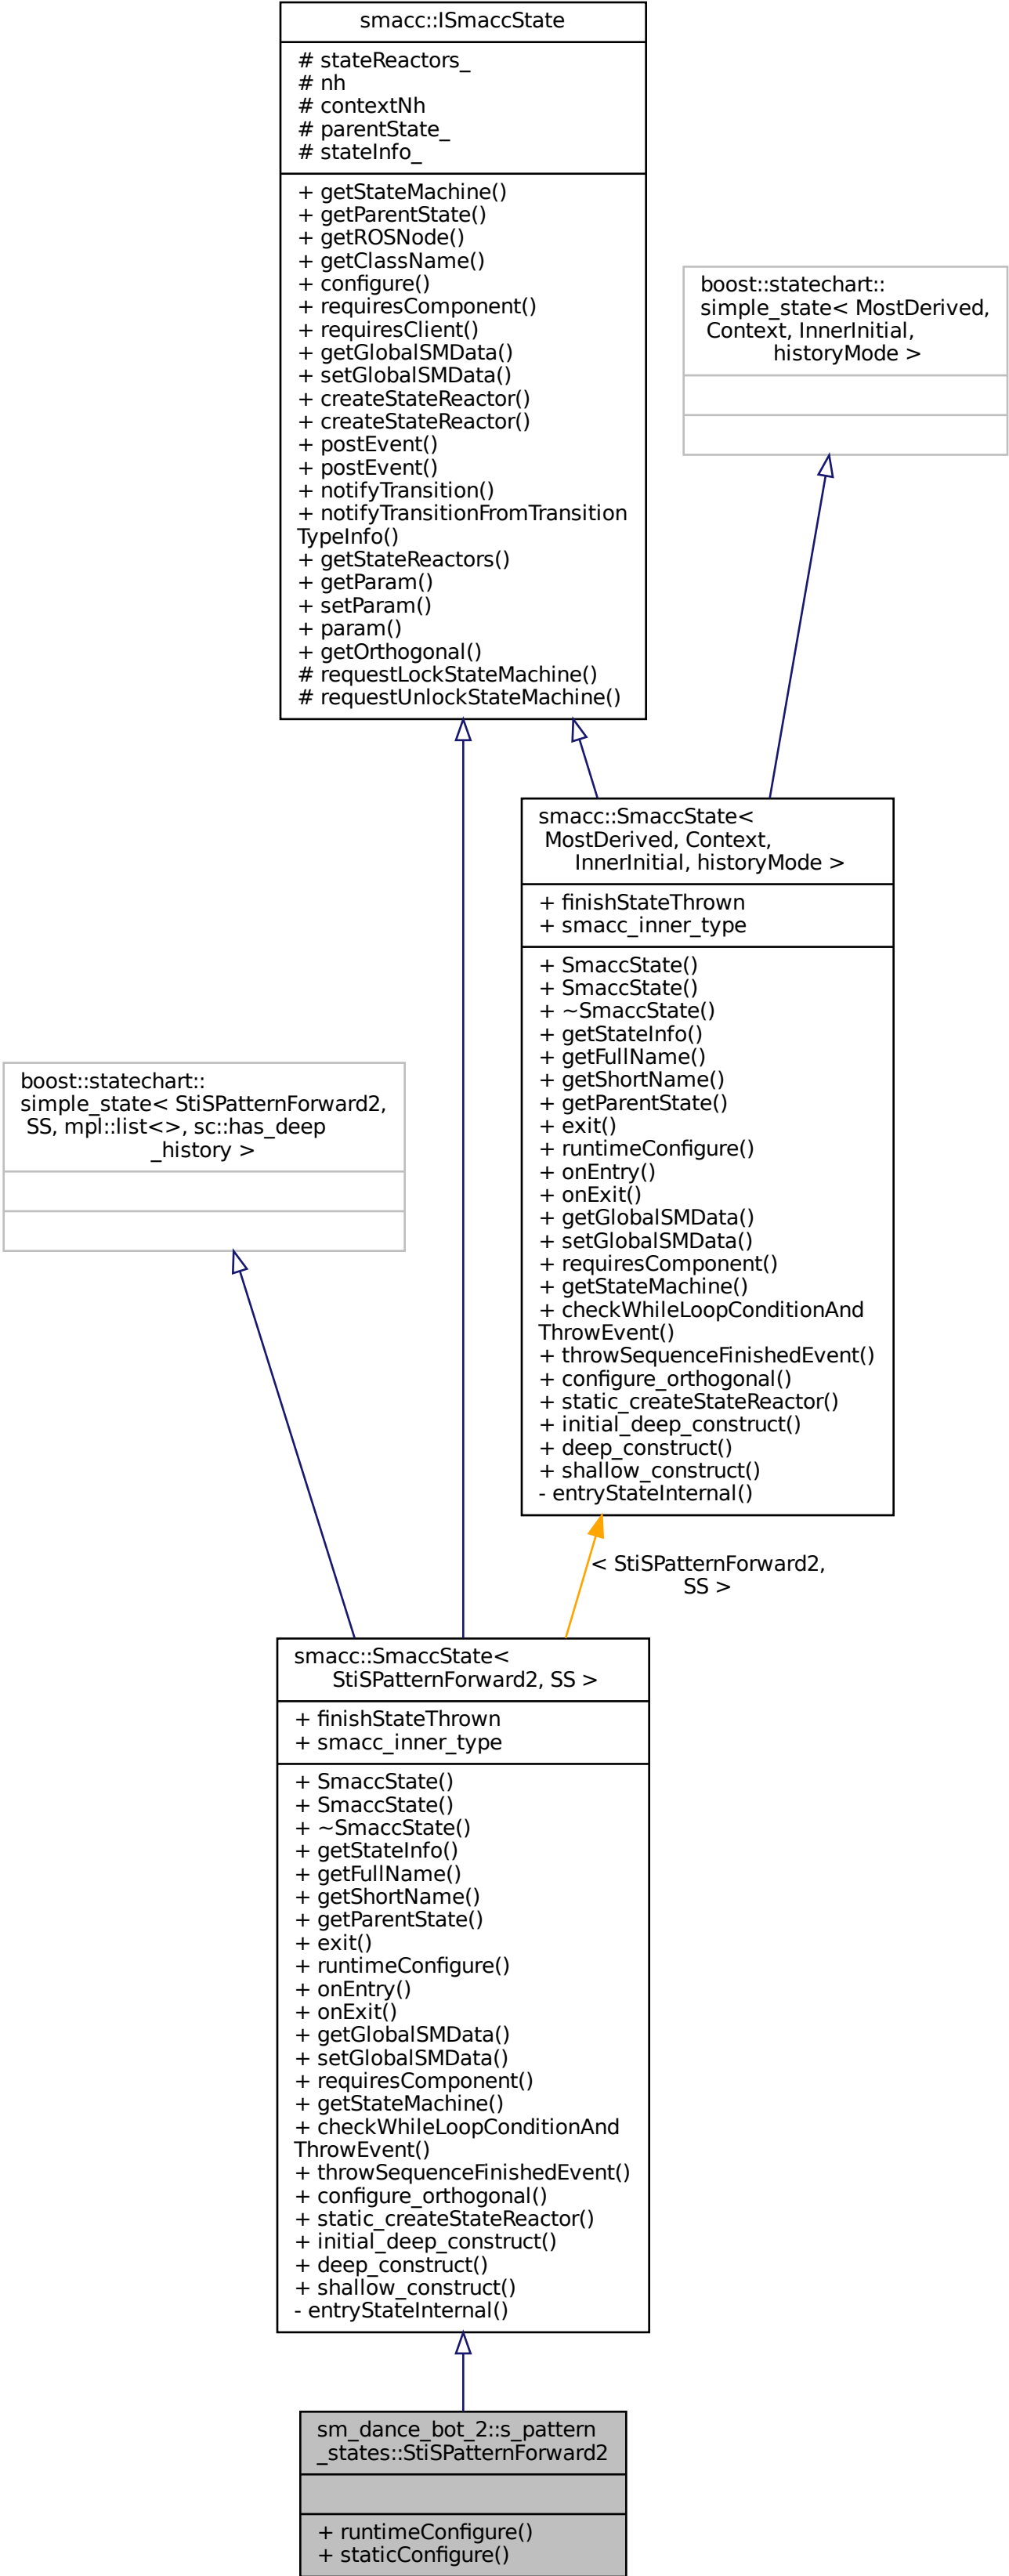 smacc::ISmaccState
# stateReactors_
# nh
# contextNh
# parentState_
# stateInfo_
+ getStateMachine()
+ getParentState()
+ getROSNode()
+ getClassName()
+ configure()
+ requiresComponent()
+ requiresClient()
+ getGlobalSMData()
+ setGlobalSMData()
+ createStateReactor()
+ createStateReactor()
+ postEvent()
+ postEvent()
+ notifyTransition()
+ notifyTransitionFromTransition
TypeInfo()
+ getStateReactors()
+ getParam()
+ setParam()
+ param()
+ getOrthogonal()
# requestLockStateMachine()
# requestUnlockStateMachine()
boost::statechart::
simple_state< MostDerived,
Context, InnerInitial,
historyMode >
smacc::SmaccState<
MostDerived, Context,
InnerInitial, historyMode >
+ finishStateThrown
+ smacc_inner_type
+ SmaccState()
+ SmaccState()
+ ~SmaccState()
+ getStateInfo()
+ getFullName()
+ getShortName()
+ getParentState()
+ exit()
+ runtimeConfigure()
+ onEntry()
+ onExit()
+ getGlobalSMData()
+ setGlobalSMData()
+ requiresComponent()
+ getStateMachine()
+ checkWhileLoopConditionAnd
ThrowEvent()
+ throwSequenceFinishedEvent()
+ configure_orthogonal()
+ static_createStateReactor()
+ initial_deep_construct()
+ deep_construct()
+ shallow_construct()
- entryStateInternal()
boost::statechart::
simple_state< StiSPatternForward2,
SS, mpl::list<>, sc::has_deep
_history >
< StiSPatternForward2,
SS >
smacc::SmaccState<
StiSPatternForward2, SS >
+ finishStateThrown
+ smacc_inner_type
+ SmaccState()
+ SmaccState()
+ ~SmaccState()
+ getStateInfo()
+ getFullName()
+ getShortName()
+ getParentState()
+ exit()
+ runtimeConfigure()
+ onEntry()
+ onExit()
+ getGlobalSMData()
+ setGlobalSMData()
+ requiresComponent()
+ getStateMachine()
+ checkWhileLoopConditionAnd
ThrowEvent()
+ throwSequenceFinishedEvent()
+ configure_orthogonal()
+ static_createStateReactor()
+ initial_deep_construct()
+ deep_construct()
+ shallow_construct()
- entryStateInternal()
sm_dance_bot_2::s_pattern
_states::StiSPatternForward2
+ runtimeConfigure()
+ staticConfigure()